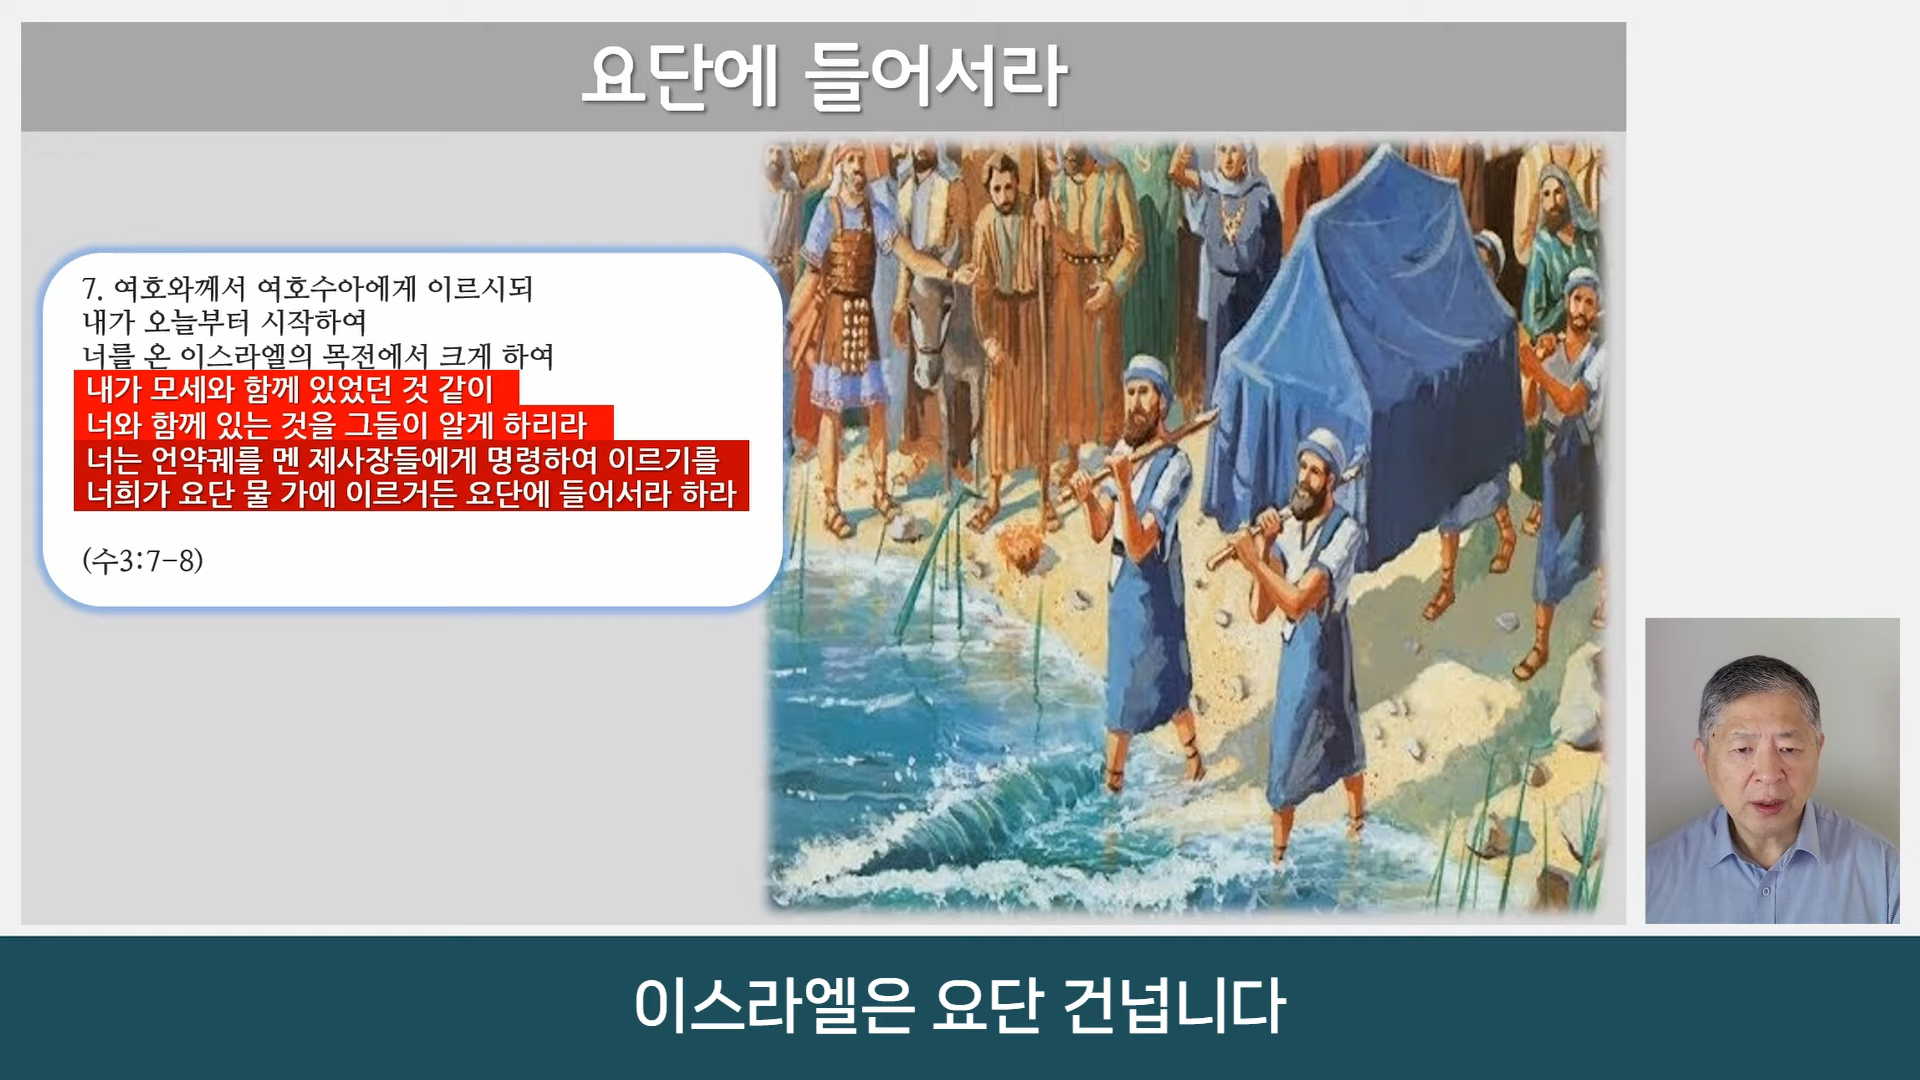 요단에 들어서라
7. 여호와께서 여호수아에게 이르시되
내가 오늘부터 시작하여
너를 온 이스라엘의 목전에서 크게 하여
내가 모세와 함께 있었던 것 같이
너와 함께 있는 것을 그들이 알게 하리라
너는 언약궤를 멘 제사장들에게 명령하여 이르기를
너희가 요단 물 가에 이르거든 요단에 들어서라 하라
(수3:7-8)
이스라엘은 요단 건넙니다